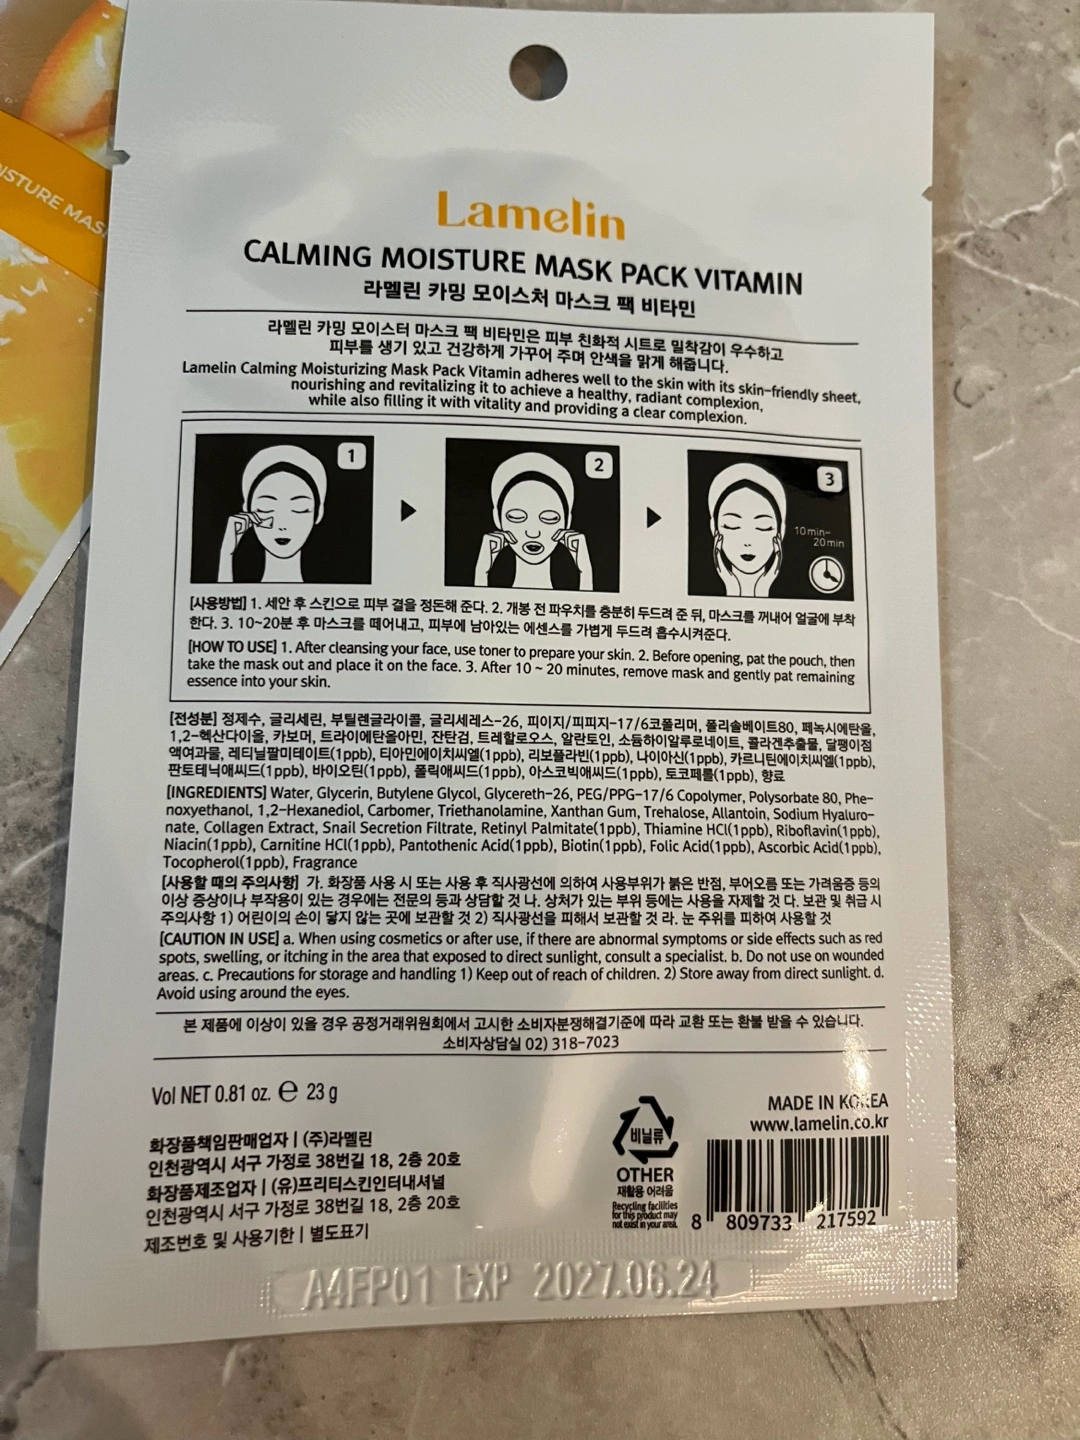 OISTURE MAS
Lamelin
CALMING MOISTURE MASK PACK VITAMIN
라멜린 카밍 모이스처 마스크 팩 비타민
라멜린 카밍 모이스터 마스크 팩 비타민은 피부 친화적 시트로 밀착감이 우수하고
피부를 생기 있고 건강하게 가꾸어 주며 안색을 맑게 해줍니다.
Lamelin Calming Moisturizing Mask Pack Vitamin adheres well to the skin with its skin-friendly sheet,
nourishing and revitalizing it to achieve a healthy, radiant complexion,
while also filling it with vitality and providing a clear complexion.
1
2
3
10min-
20min
[사용방법] 1. 세안 후 스킨으로 피부 결을 정돈해 준다. 2. 개봉 전 파우치를 충분히 두드려 준 뒤, 마스크를 꺼내어 얼굴에 부착
한다. 3. 10~20분 후 마스크를 떼어내고, 피부에 남아있는 에센스를 가볍게 두드려 흡수시켜준다.
[HOW TO USE] 1. After cleansing your face, use toner to prepare your skin. 2. Before opening, pat the pouch, then
take the mask out and place it on the face. 3. After 10 ~ 20 minutes, remove mask and gently pat remaining
essence into your skin.
[전성분] 정제수, 글리세린, 부틸렌글라이콜, 글리세레스-26, 피이지/피피지-17/6코폴리머, 폴리솔베이트80, 페녹시에탄올,
1,2-헥산다이올, 카보머, 트라이에탄올아민, 잔탄검, 트레할로오스, 알란토인, 소듐하이알루로네이트, 콜라겐추출물, 달팽이점
액여과물, 레티닐팔미테이트(1ppb), 티아민에이치씨엘(1ppb), 리보플라빈(1ppb), 나이아신(1ppb), 카르니틴에이치씨엘(1ppb),
판토테닉애씨드(1ppb), 바이오틴(1ppb), 폴릭애씨드(1ppb), 아스코빅애씨드(1ppb), 토코페롤(1ppb), 향료
[INGREDIENTS] Water, Glycerin, Butylene Glycol, Glycereth-26, PEG/PPG-17/6 Copolymer, Polysorbate 80, Phe-
noxyethanol, 1,2-Hexanediol, Carbomer, Triethanolamine, Xanthan Gum, Trehalose, Allantoin, Sodium Hyaluro-
nate, Collagen Extract, Snail Secretion Filtrate, Retinyl Palmitate(1ppb), Thiamine HCl(1ppb), Riboflavin(1ppb),
Niacin(1ppb), Carnitine HCl(1ppb), Pantothenic Acid(1ppb), Biotin(1ppb), Folic Acid(1ppb), Ascorbic Acid(1ppb),
Tocopherol(1ppb), Fragrance
[사용할 때의 주의사항] 가. 화장품 사용 시 또는 사용 후 직사광선에 의하여 사용부위가 붉은 반점, 부어오름 또는 가려움증 등의
이상 증상이나 부작용이 있는 경우에는 전문의 등과 상담할 것 나. 상처가 있는 부위 등에는 사용을 자제할 것 다. 보관 및 취급 시
주의사항 1) 어린이의 손이 닿지 않는 곳에 보관할 것 2) 직사광선을 피해서 보관할 것 라. 눈 주위를 피하여 사용할 것
[CAUTION IN USE] a. When using cosmetics or after use, if there are abnormal symptoms or side effects such as red
spots, swelling, or itching in the area that exposed to direct sunlight, consult a specialist. b. Do not use on wounded
areas. c. Precautions for storage and handling 1) Keep out of reach of children. 2) Store away from direct sunlight. d.
Avoid using around the eyes.
본 제품에 이상이 있을 경우 공정거래위원회에서 고시한 소비자분쟁해결기준에 따라 교환 또는 환불 받을 수 있습니다.
소비자상담실 02) 318-7023
Vol NET 0.81 oz. e 23 g
화장품책임판매업자 | (주)라멜린
인천광역시 서구 가정로 38번길 18, 2층 20호
화장품제조업자 | (유)프리티스킨인터내셔널
인천광역시 서구 가정로 38번길 18, 2층 20호
제조번호 및 사용기한 | 별도표기
비닐류
OTHER
재활용 어려움
Recycling facilities
for this product may
not exist in your area.
MADE IN KOREA
www.lamelin.co.kr
8 809733 217592
A4FP01 EXP 2027.06.24